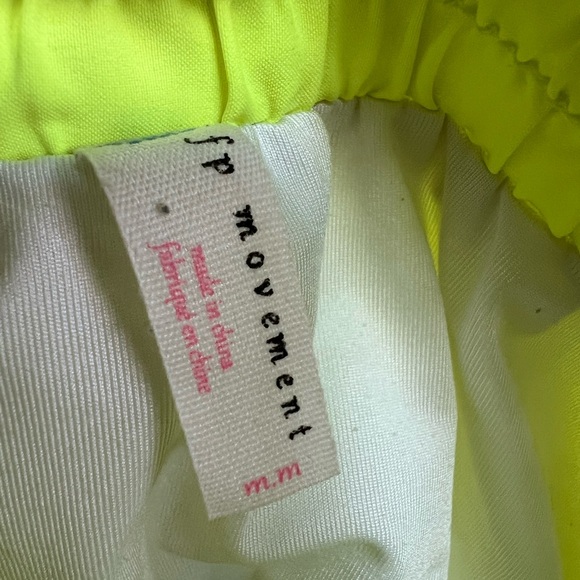 fp movement
made in china
fabriqué en chine
m.m